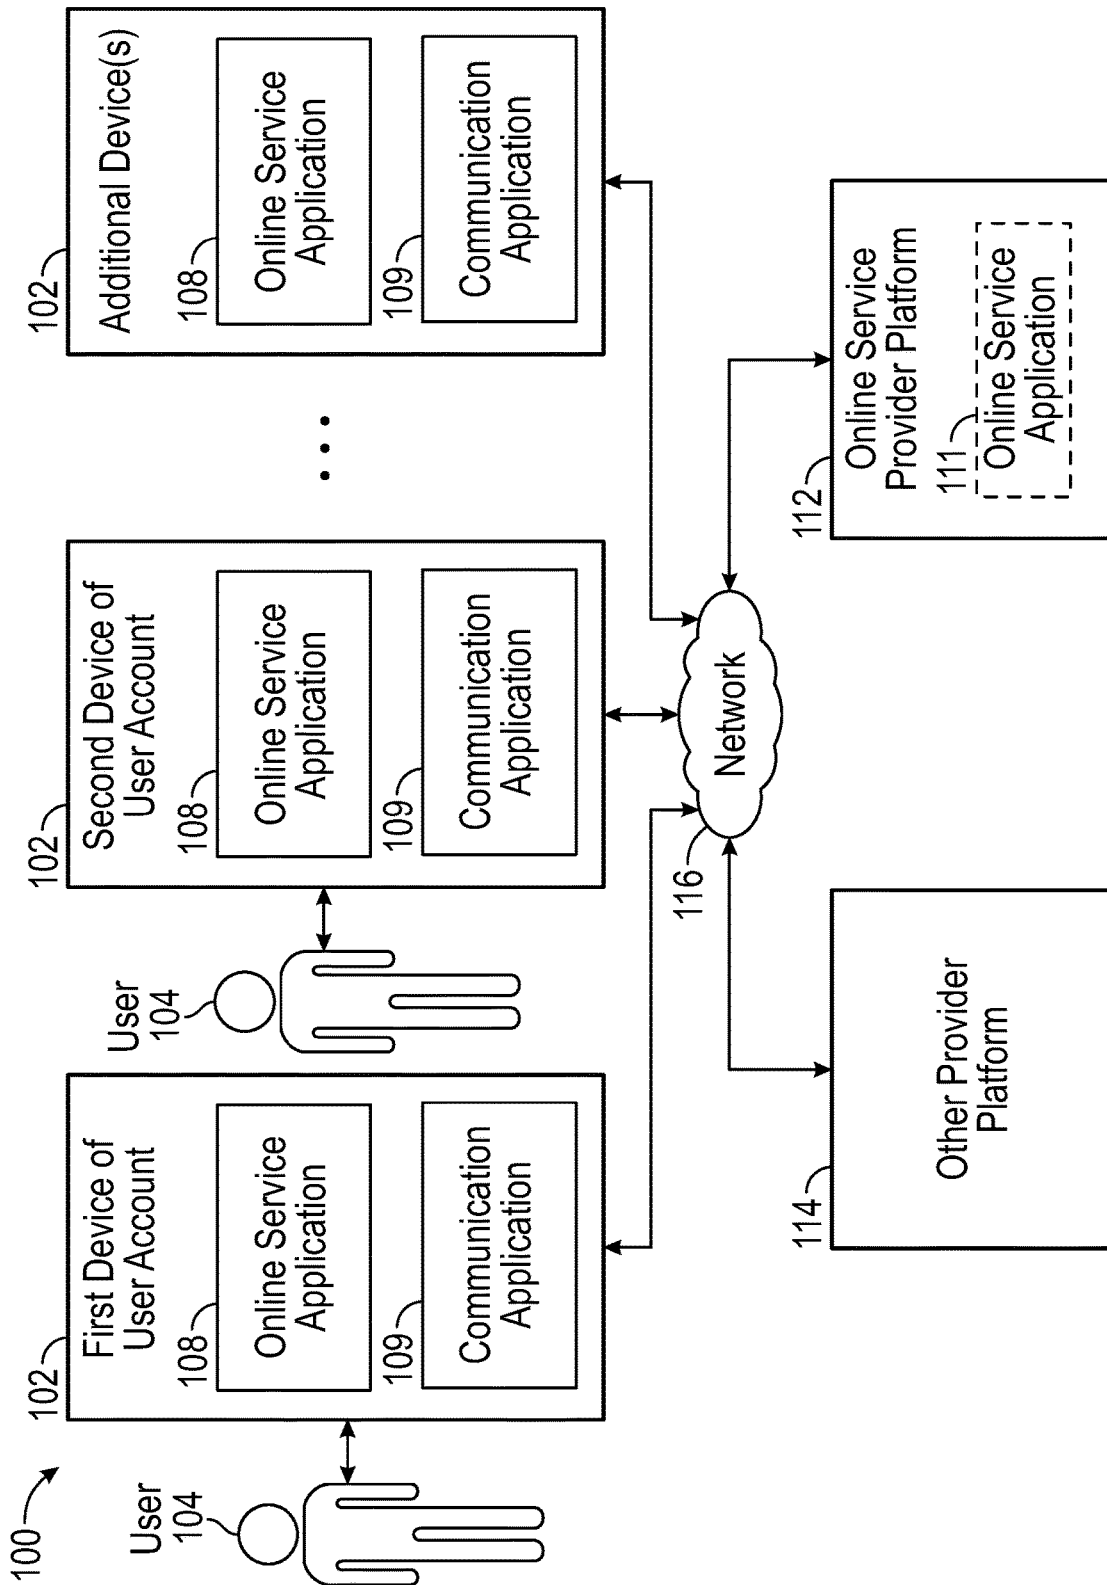 100
User
104
102
First Device of
User Account
108
Online Service
Application
109
Communication
Application
User
104
102
Second Device of
User Account
108
Online Service
Application
109
Communication
Application
102
Additional Device(s)
108
Online Service
Application
109
Communication
Application
116
Network
114
Other Provider
Platform
112
Online Service
Provider Platform
111
Online Service
Application